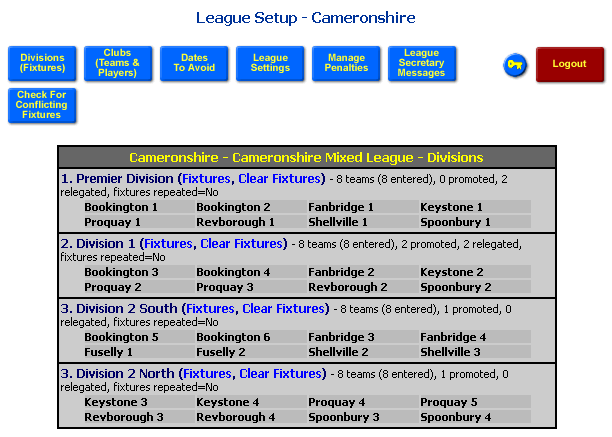 League Setup - Cameronshire
Divisions
(Fixtures)
Clubs
(Teams &
Players)
Dates
To Avoid
League
Settings
Manage
Penalties
League
Secretary
Messages
Logout
Check For
Conflicting
Fixtures
Cameronshire - Cameronshire Mixed League - Divisions
1. Premier Division (Fixtures, Clear Fixtures) - 8 teams (8 entered), 0 promoted, 2
relegated, fixtures repeated=No
Bookington 1 Bookington 2 Fanbridge 1 Keystone 1
Proquay 1 Revborough 1 Shellville 1 Spoonbury 1
2. Division 1 (Fixtures, Clear Fixtures) - 8 teams (8 entered), 2 promoted, 2 relegated,
fixtures repeated=No
Bookington 3 Bookington 4 Fanbridge 2 Keystone 2
Proquay 2 Proquay 3 Revborough 2 Spoonbury 2
3. Division 2 South (Fixtures, Clear Fixtures) - 8 teams (8 entered), 1 promoted, 0
relegated, fixtures repeated=No
Bookington 5 Bookington 6 Fanbridge 3 Fanbridge 4
Fuselly 1 Fuselly 2 Shellville 2 Shellville 3
3. Division 2 North (Fixtures, Clear Fixtures) - 8 teams (8 entered), 1 promoted, 0
relegated, fixtures repeated=No
Keystone 3 Keystone 4 Proquay 4 Proquay 5
Revborough 3 Revborough 4 Spoonbury 3 Spoonbury 4